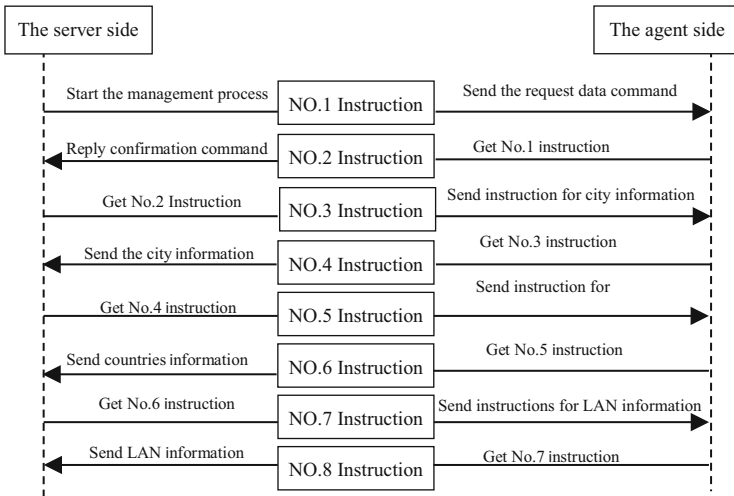 The server side
The agent side
Start the management process
NO.1 Instruction
Send the request data command
Reply confirmation command
NO.2 Instruction
Get No.1 instruction
Get No.2 Instruction
NO.3 Instruction
Send instruction for city information
Send the city information
NO.4 Instruction
Get No.3 instruction
Get No.4 instruction
NO.5 Instruction
Send instruction for
Send countries information
NO.6 Instruction
Get No.5 instruction
Get No.6 instruction
NO.7 Instruction
Send instructions for LAN information
Send LAN information
NO.8 Instruction
Get No.7 instruction